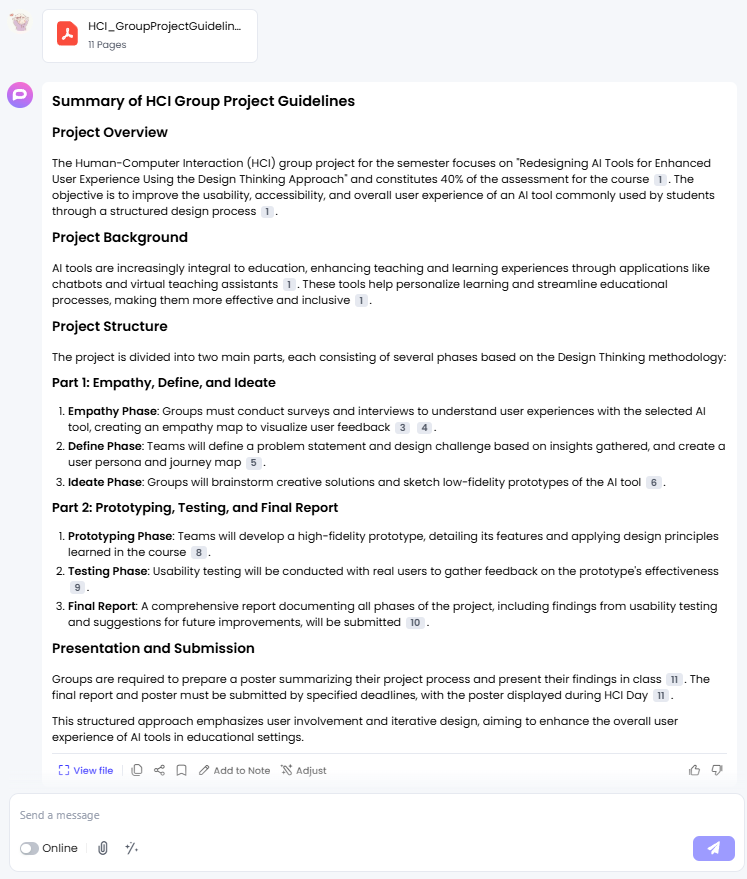 HCI_GroupProjectGuidelin...
11 Pages
Summary of HCI Group Project Guidelines
Project Overview
The Human-Computer Interaction (HCI) group project for the semester focuses on "Redesigning AI Tools for Enhanced
User Experience Using the Design Thinking Approach" and constitutes 40% of the assessment for the course 1 . The
objective is to improve the usability, accessibility, and overall user experience of an AI tool commonly used by students
through a structured design process 1 .
Project Background
AI tools are increasingly integral to education, enhancing teaching and learning experiences through applications like
chatbots and virtual teaching assistants 1 . These tools help personalize learning and streamline educational
processes, making them more effective and inclusive 1 .
Project Structure
The project is divided into two main parts, each consisting of several phases based on the Design Thinking methodology:
Part 1: Empathy, Define, and Ideate
1. Empathy Phase: Groups must conduct surveys and interviews to understand user experiences with the selected AI
tool, creating an empathy map to visualize user feedback 3 4 .
2. Define Phase: Teams will define a problem statement and design challenge based on insights gathered, and create a
user persona and journey map 5 .
3. Ideate Phase: Groups will brainstorm creative solutions and sketch low-fidelity prototypes of the AI tool 6 .
Part 2: Prototyping, Testing, and Final Report
1. Prototyping Phase: Teams will develop a high-fidelity prototype, detailing its features and applying design principles
learned in the course 8 .
2. Testing Phase: Usability testing will be conducted with real users to gather feedback on the prototype's effectiveness
9 .
3. Final Report: A comprehensive report documenting all phases of the project, including findings from usability testing
and suggestions for future improvements, will be submitted 10 .
Presentation and Submission
Groups are required to prepare a poster summarizing their project process and present their findings in class 11 . The
final report and poster must be submitted by specified deadlines, with the poster displayed during HCI Day 11 .
This structured approach emphasizes user involvement and iterative design, aiming to enhance the overall user
experience of AI tools in educational settings.
View file Add to Note Adjust
Send a message
Online